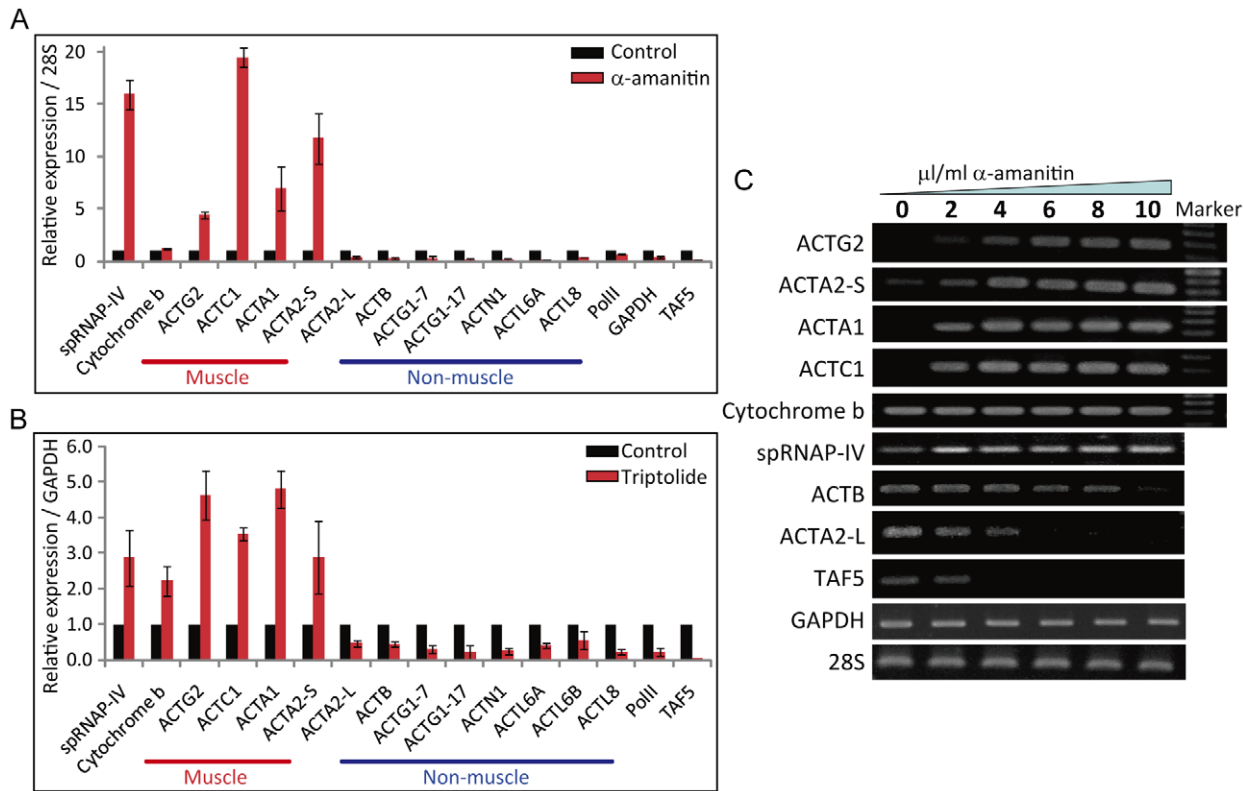 A
Relative expression / 28S
20
15
10
5
0
Control
α-amanitin
spRNAP-IV
Cytochrome b
ACTG2
ACTC1
ACTA1
ACTA2-S
ACTA2-L
ACTB
ACTG1-7
ACTG1-17
ACTN1
ACTL6A
ACTL8
PolII
GAPDH
TAF5
Muscle
Non-muscle
B
Relative expression / GAPDH
6.0
5.0
4.0
3.0
2.0
1.0
0.0
Control
Triptolide
spRNAP-IV
Cytochrome b
ACTG2
ACTC1
ACTA1
ACTA2-S
ACTA2-L
ACTB
ACTG1-7
ACTG1-17
ACTN1
ACTL6A
ACTL6B
ACTL8
PolII
TAF5
Muscle
Non-muscle
C
μl/ml α-amanitin
0 2 4 6 8 10 Marker
ACTG2
ACTA2-S
ACTA1
ACTC1
Cytochrome b
spRNAP-IV
ACTB
ACTA2-L
TAF5
GAPDH
28S